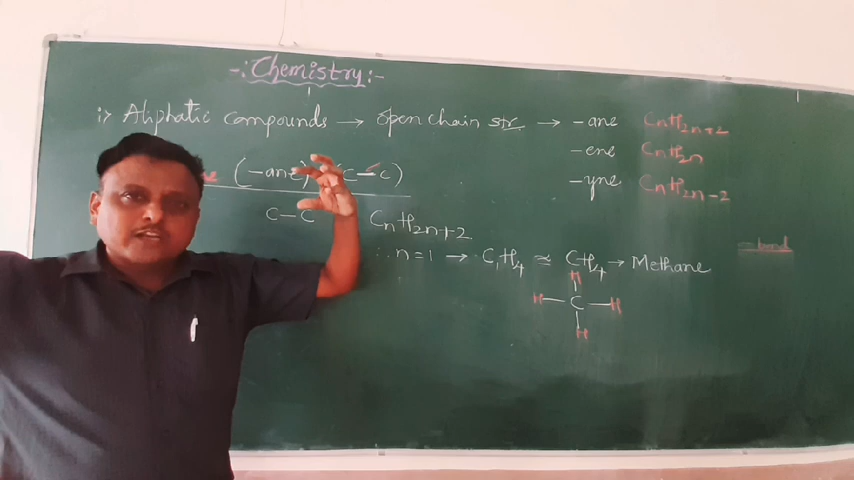 -: Chemistry :-
i> Aliphatic compounds → open chain str. → -ane CnH2n+2
-ene CnH2n
-yne CnH2n-2
(-ane) (C-C)
C-C CnH2n+2
∴ n=1 → C1H4 ≈ CH4 → Methane
H
H-C-H
H